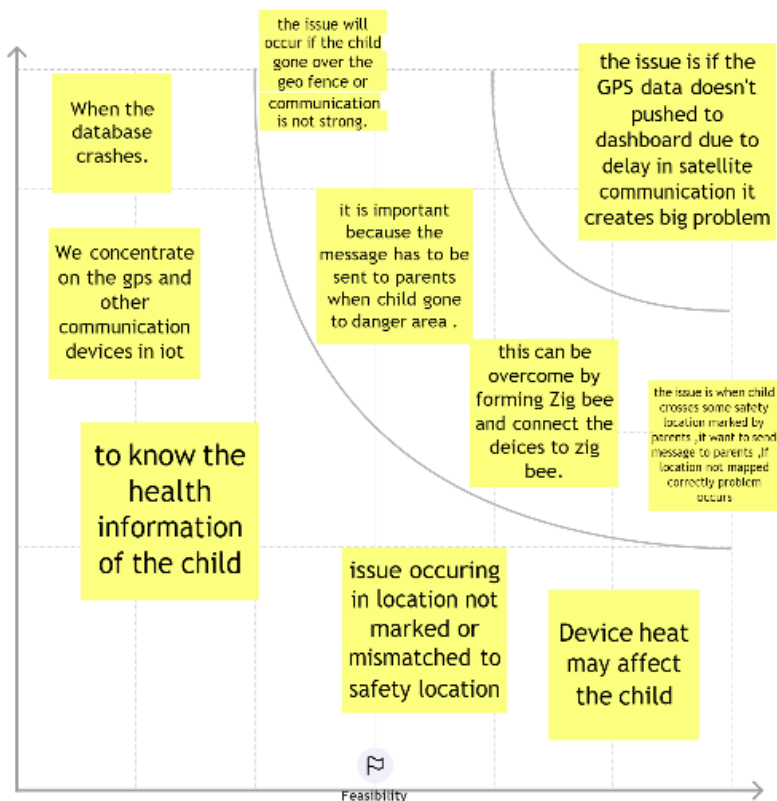 the issue will
occur if the child
gone over the
geo fence or
communication
is not strong.
the issue is if the
GPS data doesn't
pushed to
dashboard due to
delay in satellite
communication it
creates big problem
When the
database
crashes.
it is important
because the
message has to be
sent to parents
when child gone
to danger area .
We concentrate
on the gps and
other
communication
devices in iot
this can be
overcome by
forming Zig bee
and connect the
deices to zig
bee.
the issue is when child
crosses some safety
location marked by
parents ,it want to send
message to parents ,if
location not mapped
correctly problem
occurs
to know the
health
information
of the child
issue occuring
in location not
marked or
mismatched to
safety location
Device heat
may affect
the child
Feasibility